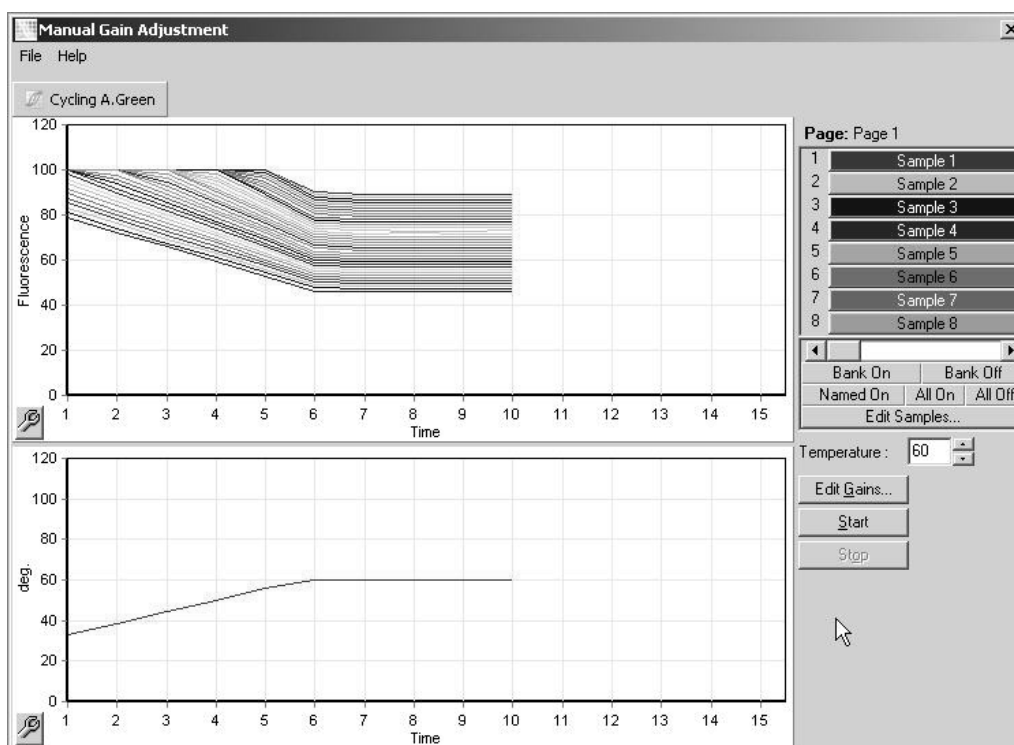 Manual Gain Adjustment
File Help
Cycling A.Green
120
100
80
60
40
20
0
Fluorescence
1 2 3 4 5 6 7 8 9 10 11 12 13 14 15
Time
Page: Page 1
1 Sample 1
2 Sample 2
3 Sample 3
4 Sample 4
5 Sample 5
6 Sample 6
7 Sample 7
8 Sample 8
Bank On Bank Off
Named On All On All Off
Edit Samples...
Temperature : 60
Edit Gains...
Start
Stop
120
100
80
60
40
20
0
deg.
1 2 3 4 5 6 7 8 9 10 11 12 13 14 15
Time